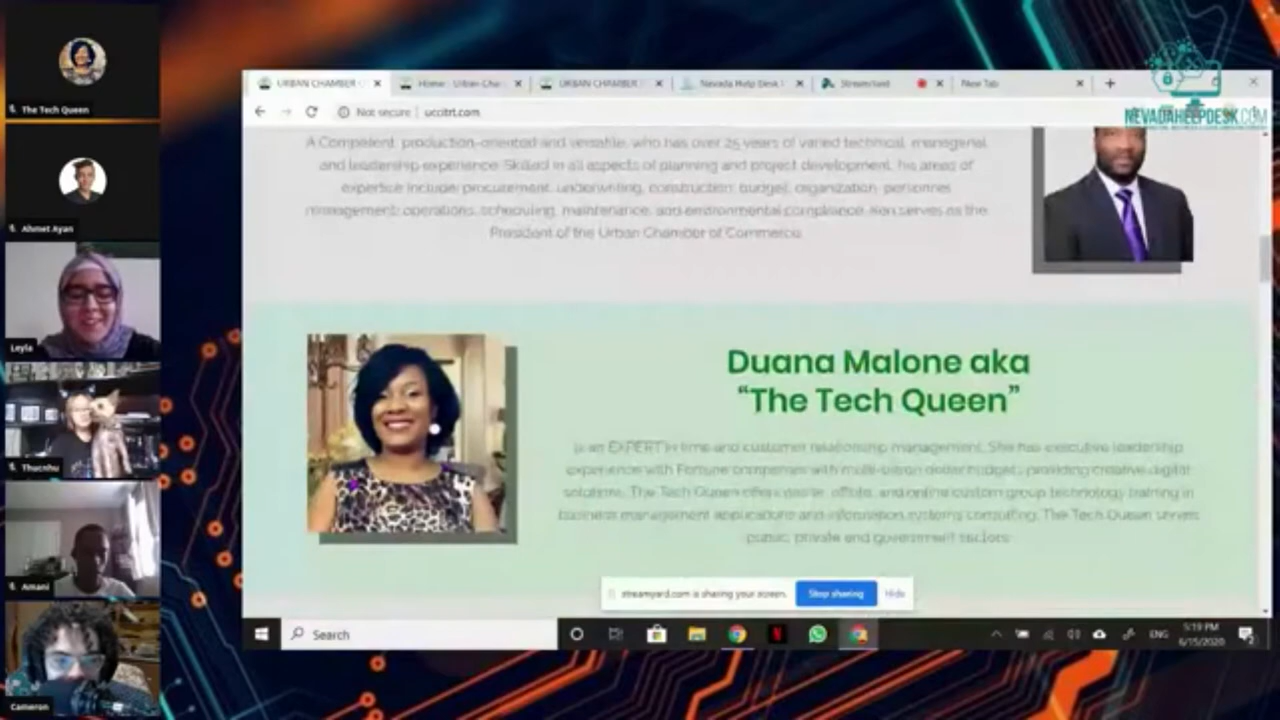 The Tech Queen
Ahmet Ayan
Leyla
Thucnhu
Amani
Cameron
NEVADAHELPDESK.COM
URBAN CHAMBER
Home - Urban Cha
URBAN CHAMBER
Nevada Help Desk
StreamYard
New Tab
Not secure
uccitrt.com
A Competent, production-oriented and versatile, who has over 25 years of varied technical, managerial
and leadership experience. Skilled in all aspects of planning and project development, his areas of
expertise include: procurement, underwriting, construction, budget, organization, personnel
management, operations, scheduling, maintenance, and environmental compliance. Ken serves as the
President of the Urban Chamber of Commerce.
Duana Malone aka
“The Tech Queen”
is an EXPERT in time and customer relationship management. She has executive leadership
experience with Fortune companies with multi-billion dollar budgets, providing creative digital
solutions. The Tech Queen offers onsite, offsite, and online custom group technology training in
business management applications and information systems consulting. The Tech Queen serves
public, private and government sectors.
streamyard.com is sharing your screen.
Stop sharing
Hide
Search
ENG
5:19 PM
6/15/2020